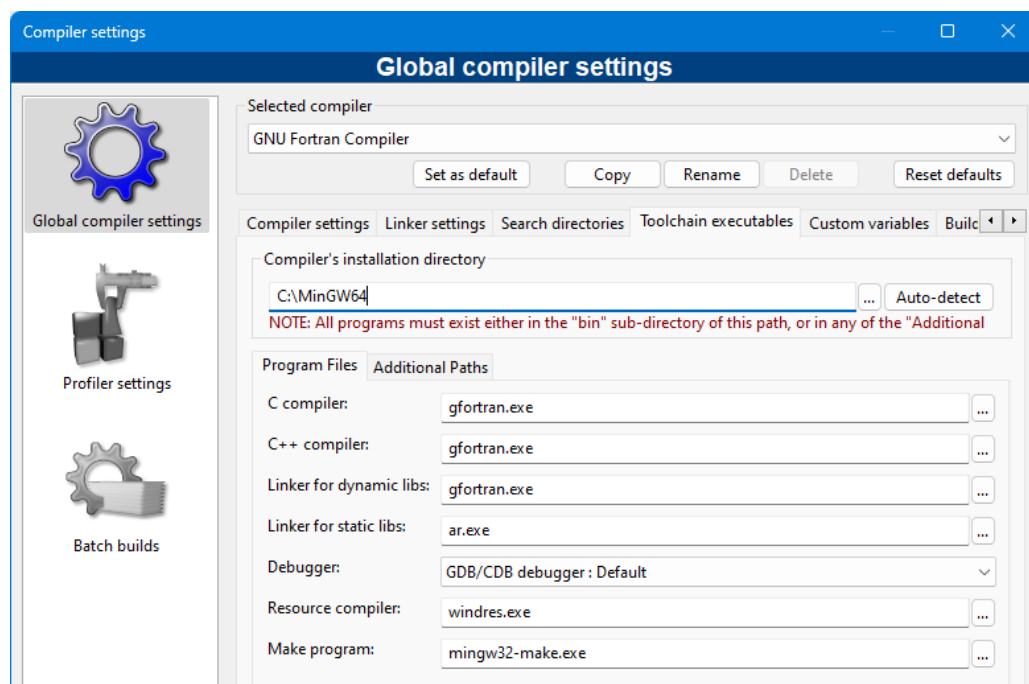 Compiler settings
Global compiler settings
Global compiler settings
Profiler settings
Batch builds
Selected compiler
GNU Fortran Compiler
Set as default Copy Rename Delete Reset defaults
Compiler settings Linker settings Search directories Toolchain executables Custom variables Builc
Compiler's installation directory
C:\MinGW64 ... Auto-detect
NOTE: All programs must exist either in the "bin" sub-directory of this path, or in any of the "Additional
Program Files Additional Paths
C compiler: gfortran.exe ...
C++ compiler: gfortran.exe ...
Linker for dynamic libs: gfortran.exe ...
Linker for static libs: ar.exe ...
Debugger: GDB/CDB debugger : Default
Resource compiler: windres.exe ...
Make program: mingw32-make.exe ...